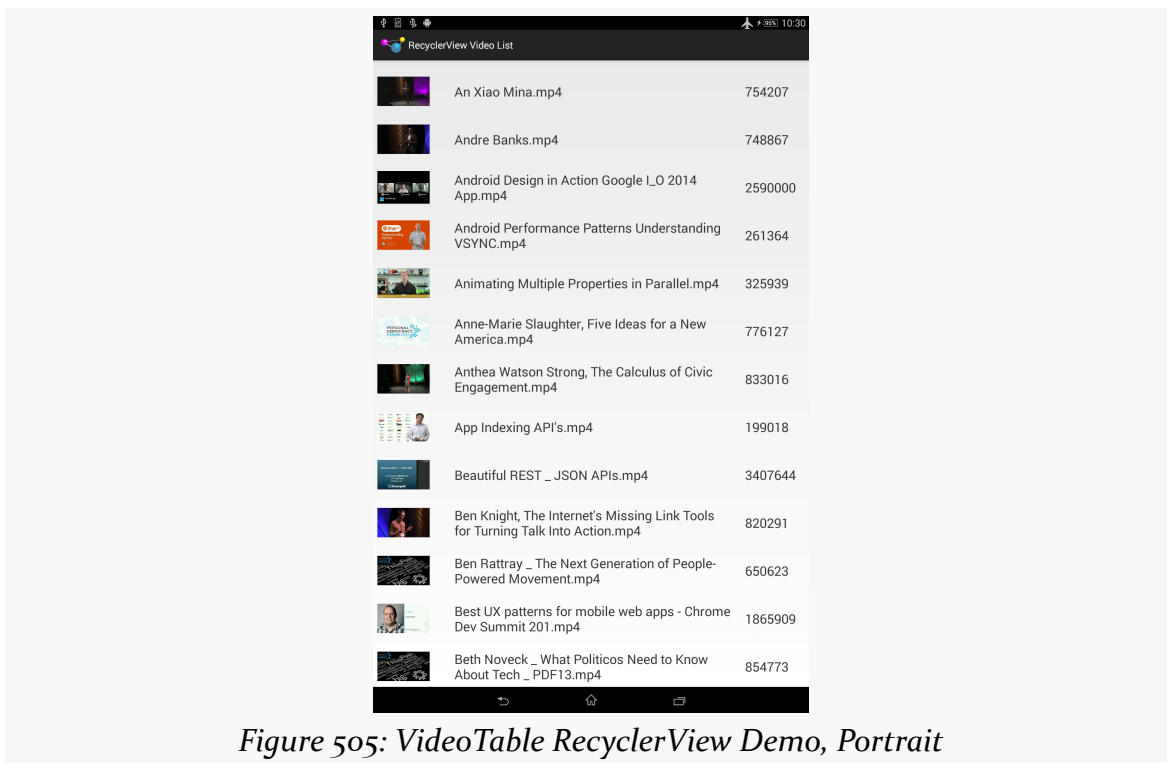 95% 10:30
RecyclerView Video List
An Xiao Mina.mp4 754207
Andre Banks.mp4 748867
Android Design in Action Google I_O 2014
App.mp4 2590000
Android Performance Patterns Understanding
VSYNC.mp4 261364
Animating Multiple Properties in Parallel.mp4 325939
Anne-Marie Slaughter, Five Ideas for a New
America.mp4 776127
Anthea Watson Strong, The Calculus of Civic
Engagement.mp4 833016
App Indexing API's.mp4 199018
Beautiful REST _ JSON APIs.mp4 3407644
Ben Knight, The Internet's Missing Link Tools
for Turning Talk Into Action.mp4 820291
Ben Rattray _ The Next Generation of People-
Powered Movement.mp4 650623
Best UX patterns for mobile web apps - Chrome
Dev Summit 201.mp4 1865909
Beth Noveck _ What Politicos Need to Know
About Tech _ PDF13.mp4 854773
Figure 505: VideoTable RecyclerView Demo, Portrait